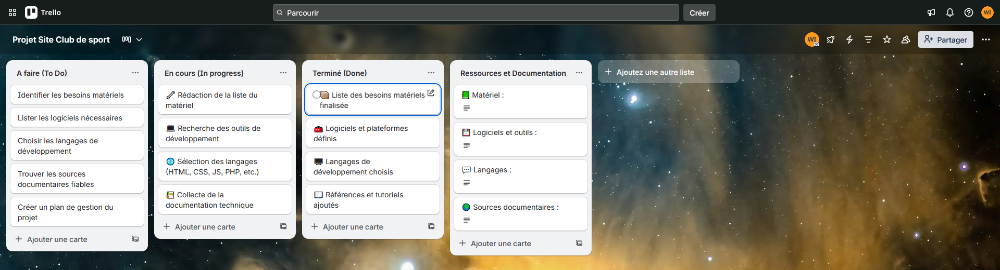 Trello
Parcourir
Créer
WI
Projet Site Club de sport
WI
Partager
A faire (To Do)
Identifier les besoins matériels
Lister les logiciels nécessaires
Choisir les langages de
développement
Trouver les sources
documentaires fiables
Créer un plan de gestion du
projet
Ajouter une carte
En cours (In progress)
Rédaction de la liste du
matériel
Recherche des outils de
développement
Sélection des langages
(HTML, CSS, JS, PHP, etc.)
Collecte de la
documentation technique
Ajouter une carte
Terminé (Done)
Liste des besoins matériels
finalisée
Logiciels et plateformes
définis
Langages de
développement choisis
Références et tutoriels
ajoutés
Ajouter une carte
Ressources et Documentation
Matériel :
Logiciels et outils :
Langages :
Sources documentaires :
Ajouter une carte
Ajoutez une autre liste